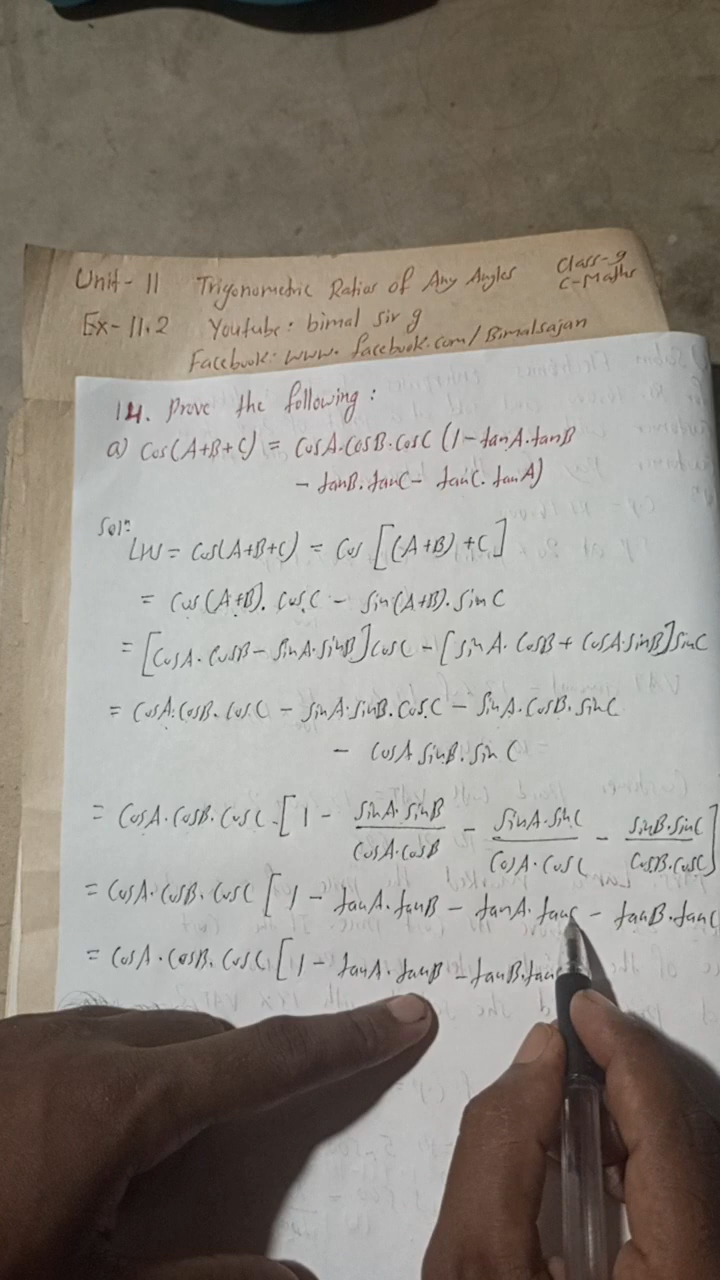 Unit- 11 Trigonometric Ratios of Any Angles Class-9
Ex- 11.2 Youtube: bimal sir g C-Maths
Facebook: www. facebook.com/Bimalsajan
14. Prove the following:
a) Cos(A+B+C) = CosA.CosB.CosC (1-tanA.tanB
- tanB.tanC- tanC.tanA)
Solⁿ:
LHS = Cos(A+B+C) = Cos [(A+B)+C]
= Cos(A+B). CosC - Sin(A+B).SinC
= [CosA.CosB- SinA.SinB]CosC - [SinA. CosB + CosA.SinB]SinC
= CosA.CosB.CosC - SinA.SinB.CosC - SinA.CosB.SinC
- CosA SinB.Sin C
= CosA.CosB.CosC.[1 - SinA.SinB/CosA.CosB - SinA.SinC/CosA.CosC - SinB.SinC/CosB.CosC]
= CosA.CosB.CosC [1 - tanA.tanB - tanA.tanC - tanB.tanC
= CosA.CosB.CosC [1 - tanA.tanB - tanB.tan